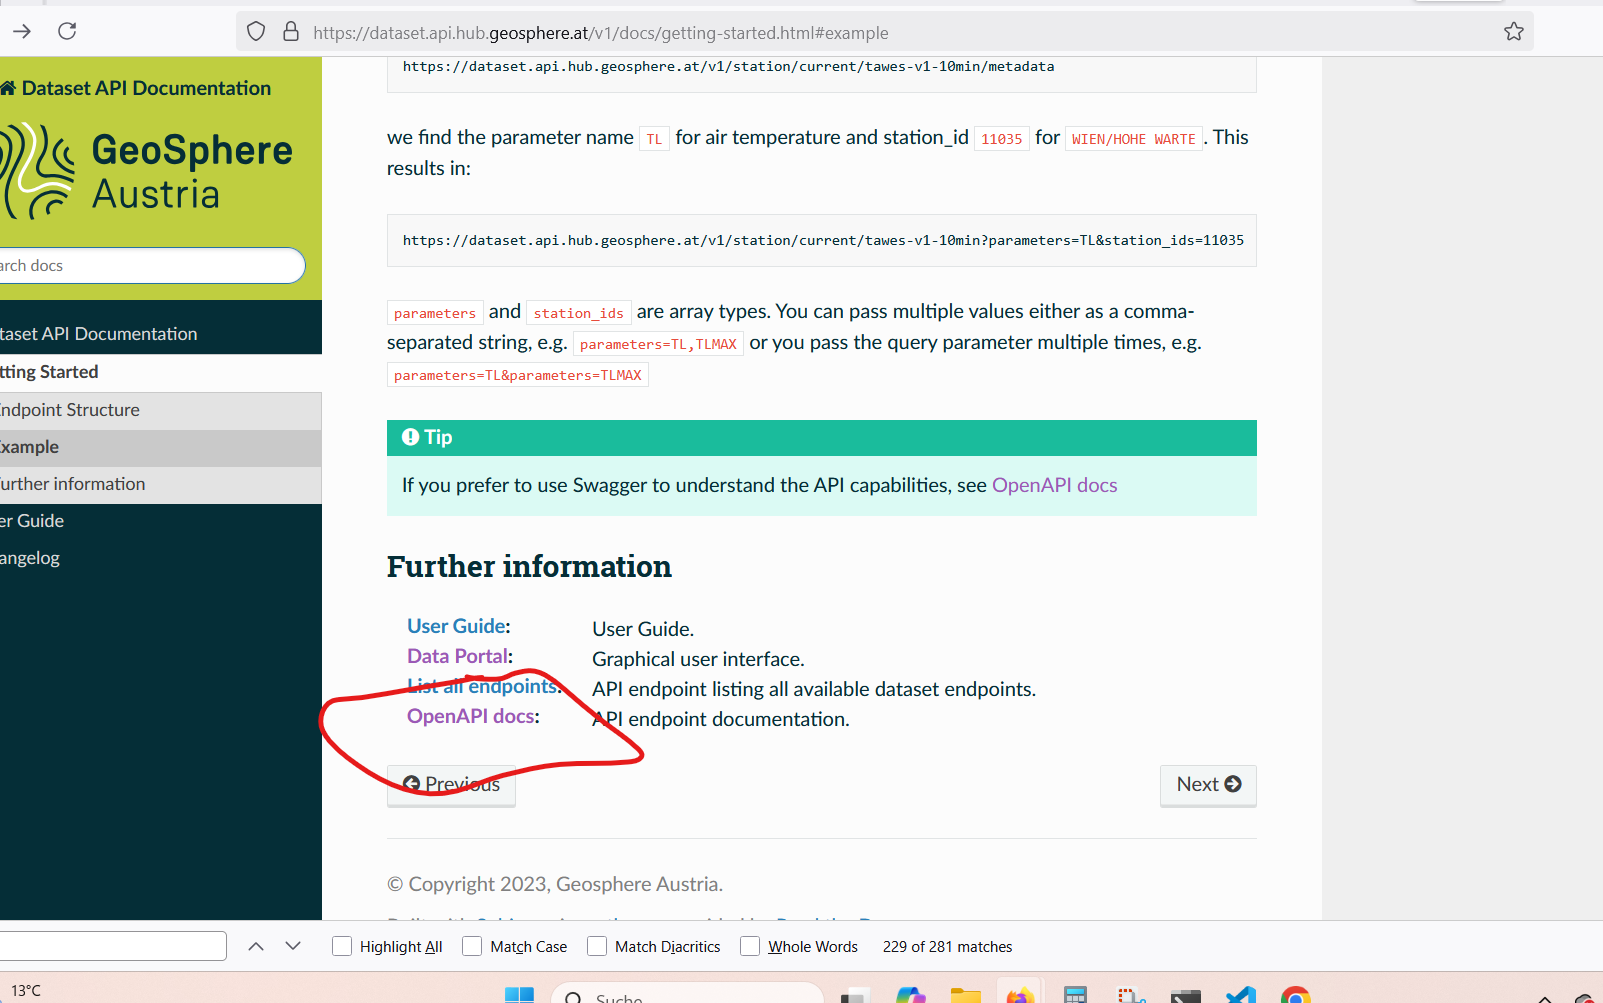 https://dataset.api.hub.geosphere.at/v1/docs/getting-started.html#example
Dataset API Documentation
GeoSphere
Austria
arch docs
taset API Documentation
tting Started
Endpoint Structure
Example
Further information
er Guide
angelog
https://dataset.api.hub.geosphere.at/v1/station/current/tawes-v1-10min/metadata
we find the parameter name TL for air temperature and station_id 11035 for WIEN/HOHE WARTE . This
results in:
https://dataset.api.hub.geosphere.at/v1/station/current/tawes-v1-10min?parameters=TL&station_ids=11035
parameters and station_ids are array types. You can pass multiple values either as a comma-
separated string, e.g. parameters=TL,TLMAX or you pass the query parameter multiple times, e.g.
parameters=TL&parameters=TLMAX
Tip
If you prefer to use Swagger to understand the API capabilities, see OpenAPI docs
Further information
User Guide: User Guide.
Data Portal: Graphical user interface.
List all endpoints: API endpoint listing all available dataset endpoints.
OpenAPI docs: API endpoint documentation.
Previous
Next
© Copyright 2023, Geosphere Austria.
Highlight All Match Case Match Diacritics Whole Words 229 of 281 matches
13°C
Suche